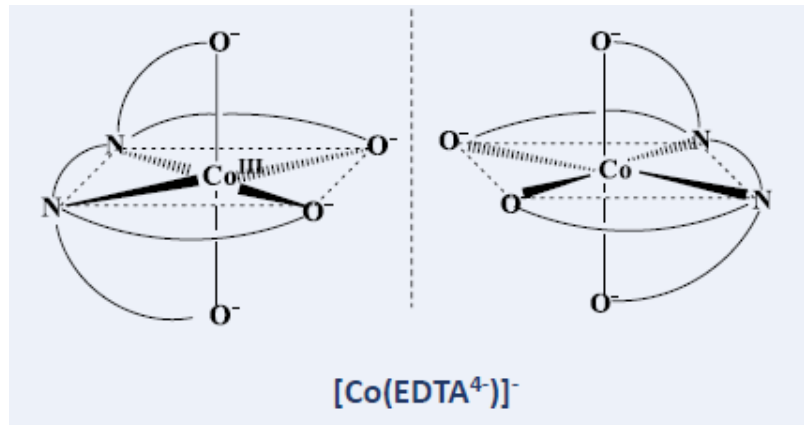 O⁻ O⁻
N O⁻ O⁻ N
Coᴵᴵᴵ Co
N O⁻ O⁻ N
O⁻ O⁻
[Co(EDTA⁴⁻)]⁻